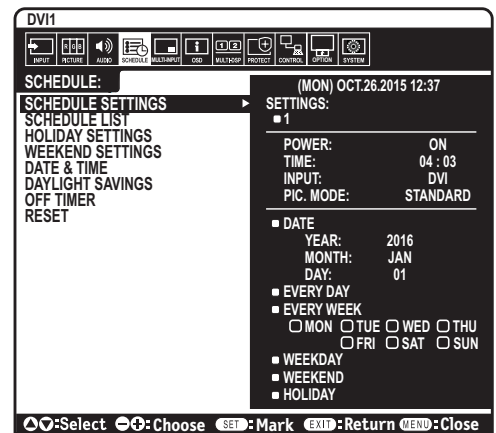 DVI1
INPUT RGB PICTURE AUDIO SCHEDULE MULTI-INPUT i OSD 12 MULTI-DSP PROTECT CONTROL OPTION SYSTEM
SCHEDULE:
SCHEDULE SETTINGS
SCHEDULE LIST
HOLIDAY SETTINGS
WEEKEND SETTINGS
DATE & TIME
DAYLIGHT SAVINGS
OFF TIMER
RESET
(MON) OCT.26.2015 12:37
SETTINGS:
1
POWER: ON
TIME: 04 : 03
INPUT: DVI
PIC. MODE: STANDARD
DATE
YEAR: 2016
MONTH: JAN
DAY: 01
EVERY DAY
EVERY WEEK
MON TUE WED THU
FRI SAT SUN
WEEKDAY
WEEKEND
HOLIDAY
:Select :Choose SET:Mark EXIT:Return MENU:Close